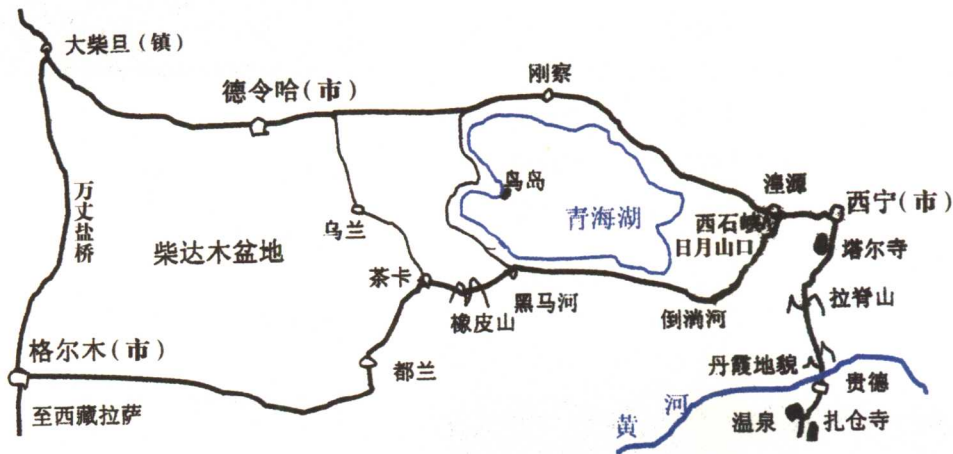 大柴旦（镇）
德令哈（市）
刚察
鸟岛
青海湖
湟源
西宁（市）
西石峡
日月山口
塔尔寺
万丈盐桥
柴达木盆地
乌兰
茶卡
橡皮山
黑马河
倒淌河
拉脊山
格尔木（市）
都兰
丹霞地貌
贵德
至西藏拉萨
黄河
温泉
扎仓寺